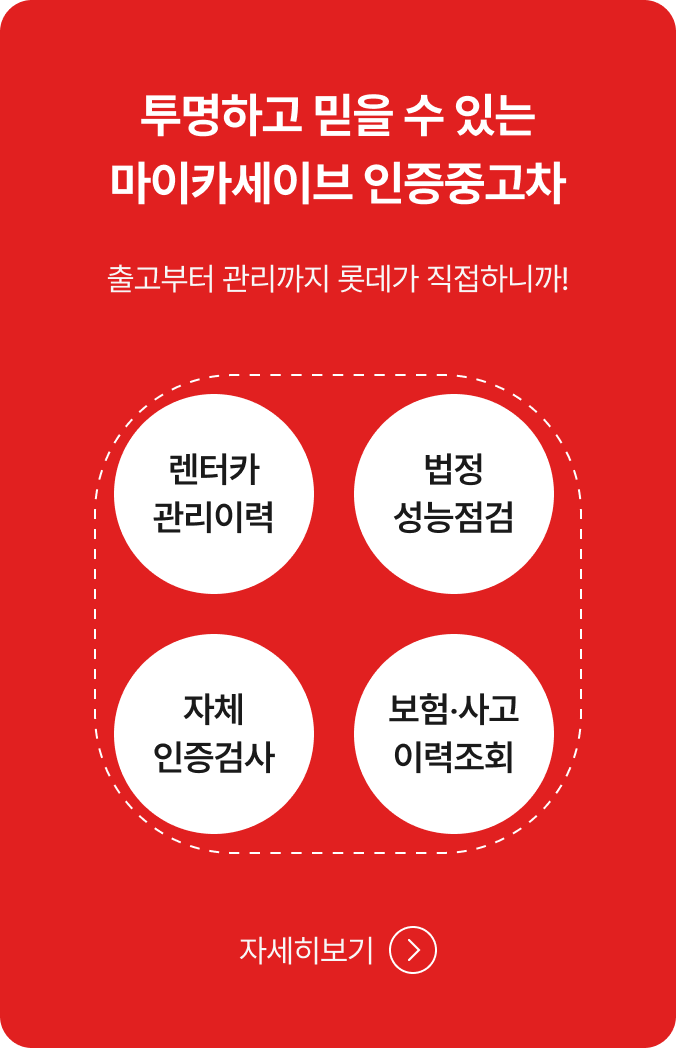 투명하고 믿을 수 있는
마이카세이브 인증중고차
출고부터 관리까지 롯데가 직접하니까!
렌터카
관리이력
법정
성능점검
자체
인증검사
보험·사고
이력조회
자세히보기